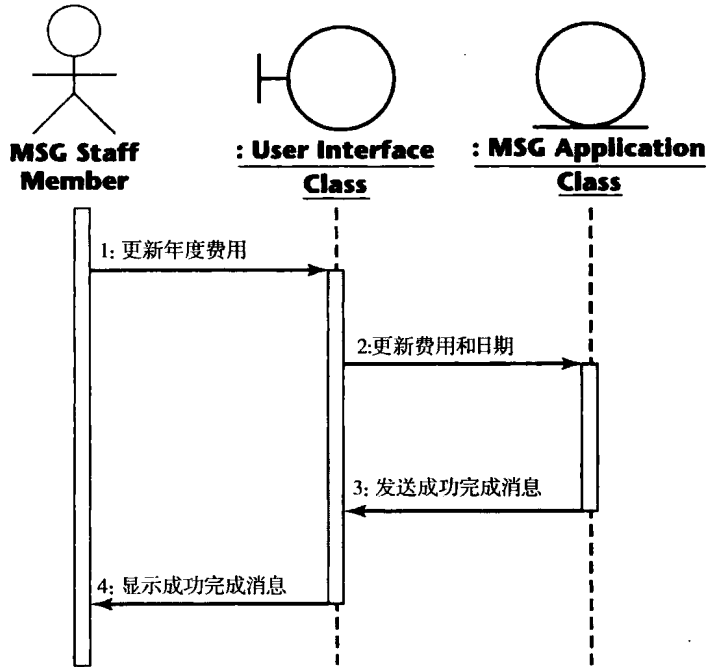 MSG Staff
Member
: User Interface
Class
: MSG Application
Class
1: 更新年度费用
2:更新费用和日期
3: 发送成功完成消息
4: 显示成功完成消息